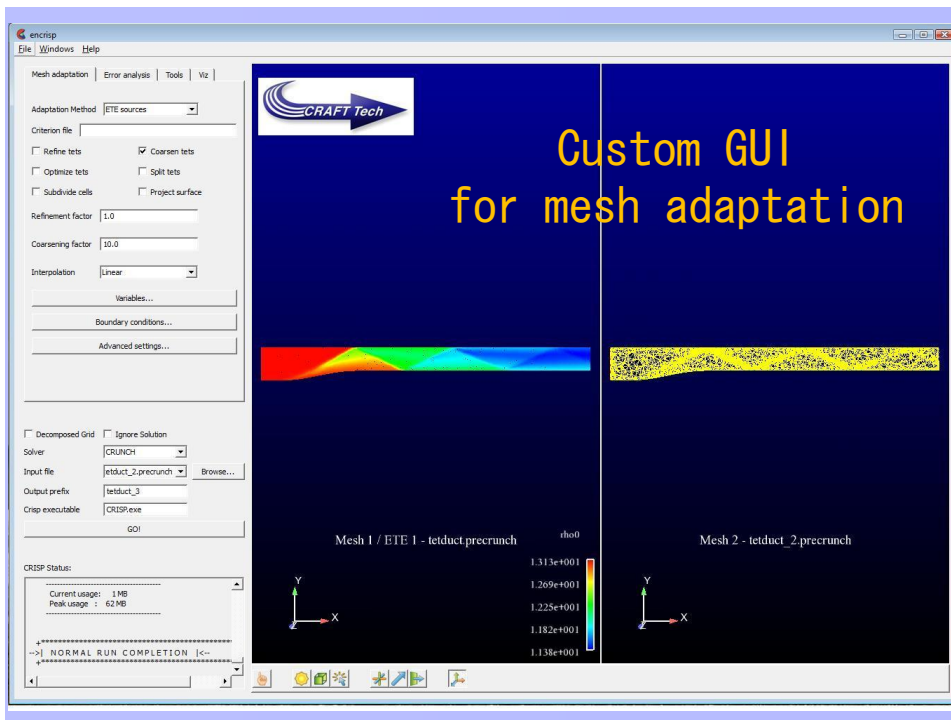 encrisp
File Windows Help
Mesh adaptation Error analysis Tools Viz
Adaptation Method ETE sources
Criterion file
Refine tets Coarsen tets
Optimize tets Split tets
Subdivide cells Project surface
Refinement factor 1.0
Coarsening factor 10.0
Interpolation Linear
Variables...
Boundary conditions...
Advanced settings...
Decomposed Grid Ignore Solution
Solver CRUNCH
Input file etduct_2.precrunch Browse...
Output prefix tetduct_3
Crisp executable CRISP.exe
GO!
CRISP Status:
Current usage: 1 MB
Peak usage : 62 MB
-->| NORMAL RUN COMPLETION |<--
CRAFT Tech
Custom GUI
for mesh adaptation
Mesh 1 / ETE 1 - tetduct.precrunch
rho0
1.313e+001
1.269e+001
1.225e+001
1.182e+001
1.138e+001
Y
X
Z
Mesh 2 - tetduct_2.precrunch
Y
X
Z